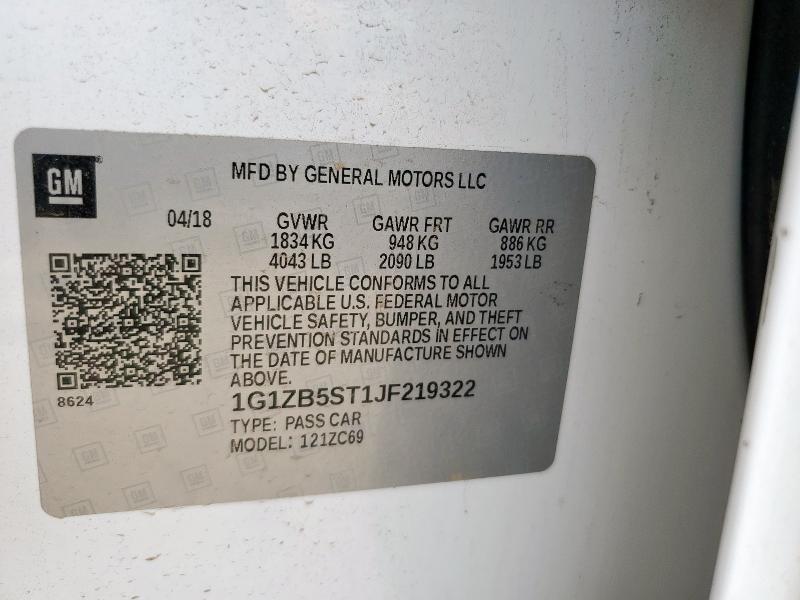 GM
MFD BY GENERAL MOTORS LLC
04/18 GVWR GAWR FRT GAWR RR
1834 KG 948 KG 886 KG
4043 LB 2090 LB 1953 LB
THIS VEHICLE CONFORMS TO ALL
APPLICABLE U.S. FEDERAL MOTOR
VEHICLE SAFETY, BUMPER, AND THEFT
PREVENTION STANDARDS IN EFFECT ON
THE DATE OF MANUFACTURE SHOWN
ABOVE.
8624
1G1ZB5ST1JF219322
TYPE: PASS CAR
MODEL: 121ZC69